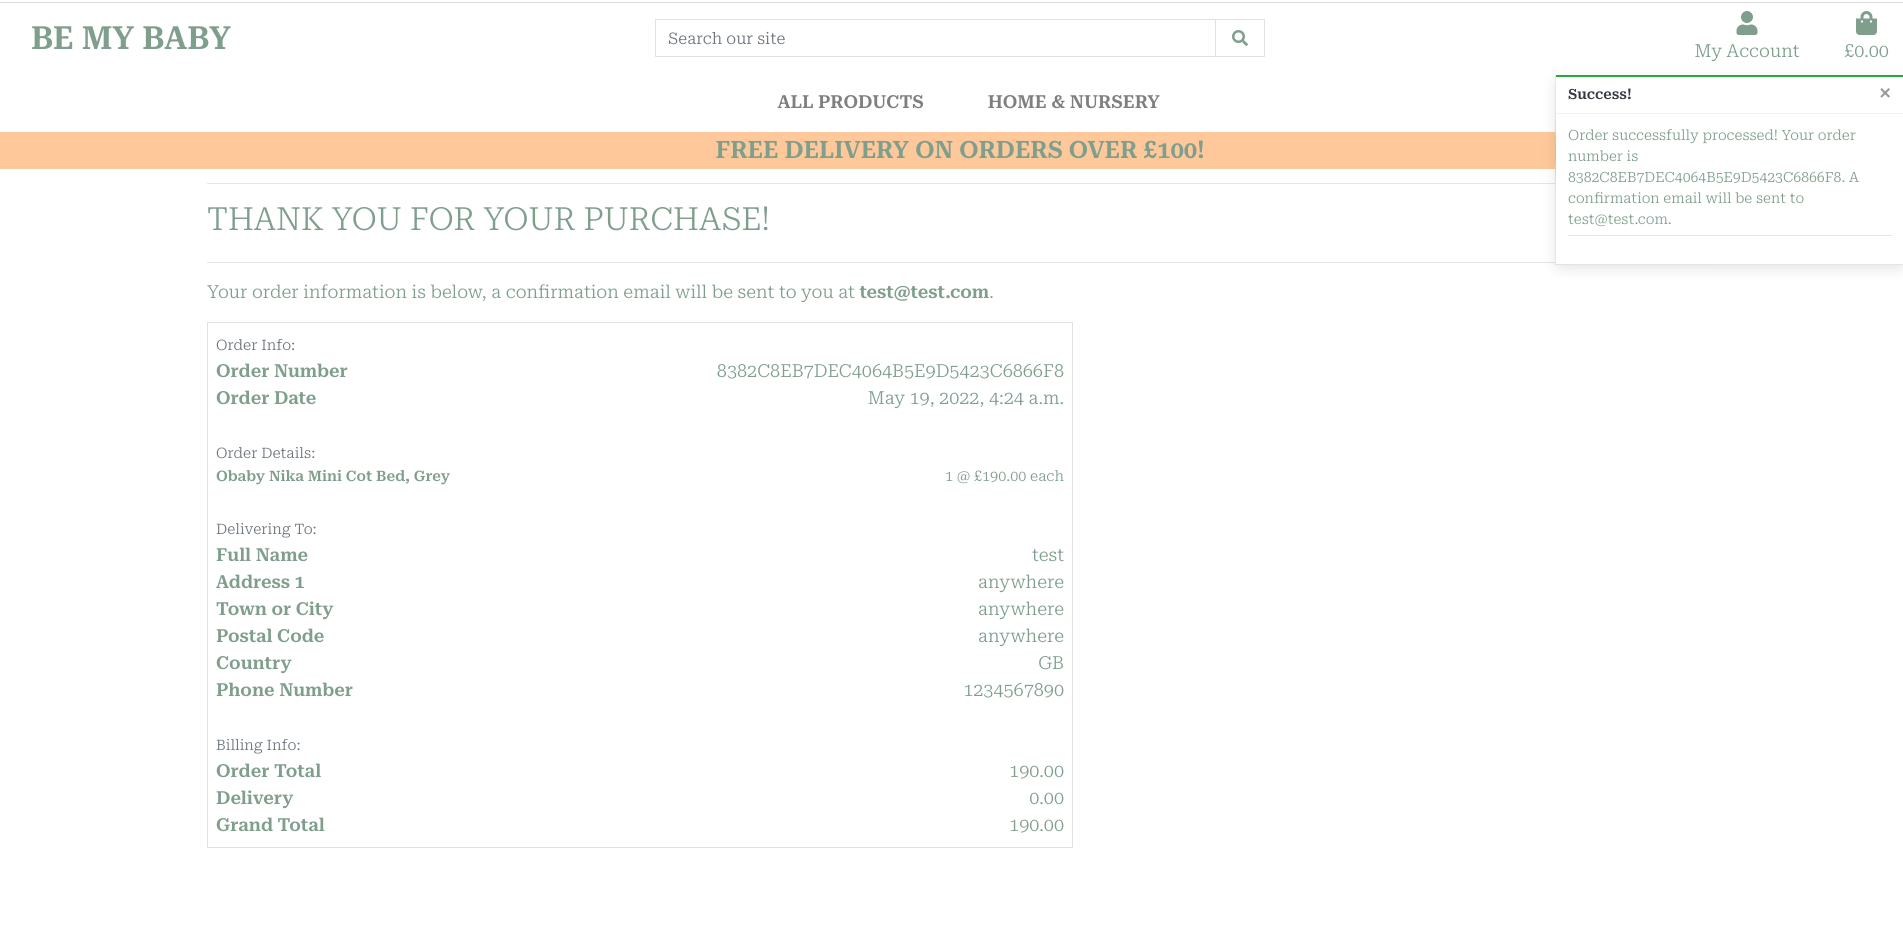 BE MY BABY
Search our site
My Account
£0.00
ALL PRODUCTS HOME & NURSERY
FREE DELIVERY ON ORDERS OVER £100!
Success! ×
Order successfully processed! Your order
number is
8382C8EB7DEC4064B5E9D5423C6866F8. A
confirmation email will be sent to
test@test.com.
THANK YOU FOR YOUR PURCHASE!
Your order information is below, a confirmation email will be sent to you at test@test.com.
Order Info:
Order Number 8382C8EB7DEC4064B5E9D5423C6866F8
Order Date May 19, 2022, 4:24 a.m.
Order Details:
Obaby Nika Mini Cot Bed, Grey 1 @ £190.00 each
Delivering To:
Full Name test
Address 1 anywhere
Town or City anywhere
Postal Code anywhere
Country GB
Phone Number 1234567890
Billing Info:
Order Total 190.00
Delivery 0.00
Grand Total 190.00